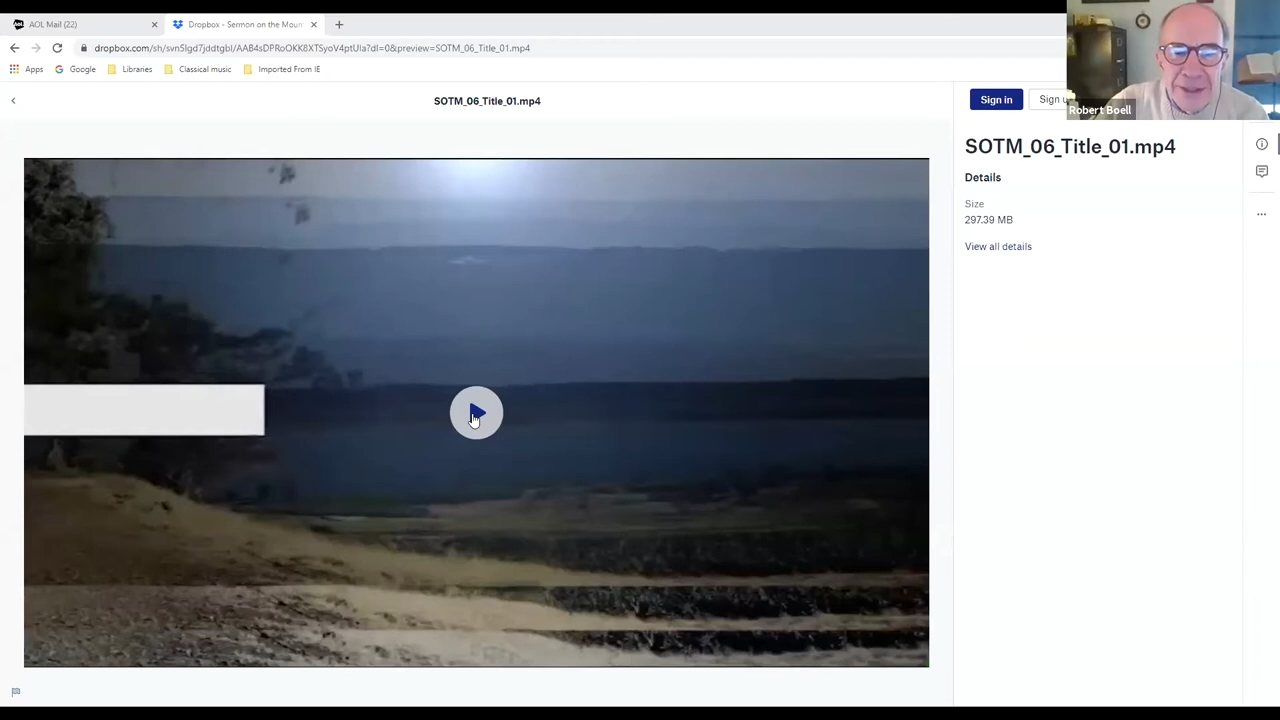 AOL Mail (22)
Dropbox - Sermon on the Moun
dropbox.com/sh/svn5lgd7jddtgbl/AAB4sDPRoOKK8XTSyoV4ptUla?dl=0&preview=SOTM_06_Title_01.mp4
Apps
Google
Libraries
Classical music
Imported From IE
SOTM_06_Title_01.mp4
Sign in
Sign u
Robert Boell
SOTM_06_Title_01.mp4
Details
Size
297.39 MB
View all details